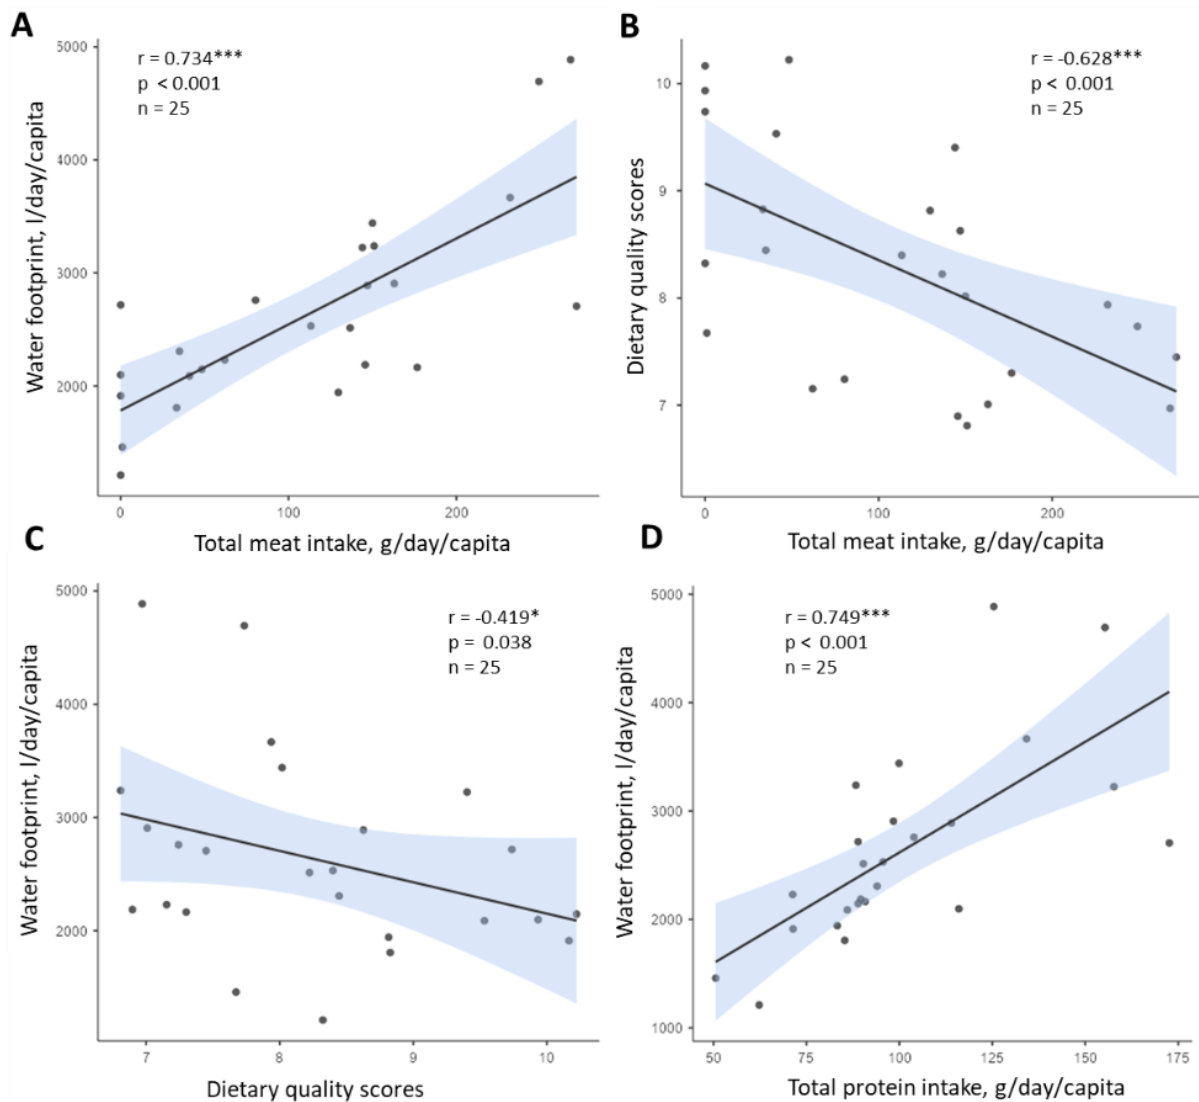 A
r = 0.734***
p < 0.001
n = 25
Water footprint, l/day/capita
5000
4000
3000
2000
0
100
200
Total meat intake, g/day/capita
B
r = -0.628***
p < 0.001
n = 25
Dietary quality scores
10
9
8
7
0
100
200
Total meat intake, g/day/capita
C
r = -0.419*
p = 0.038
n = 25
Water footprint, l/day/capita
5000
4000
3000
2000
7
8
9
10
Dietary quality scores
D
r = 0.749***
p < 0.001
n = 25
Water footprint, l/day/capita
5000
4000
3000
2000
1000
50
75
100
125
150
175
Total protein intake, g/day/capita